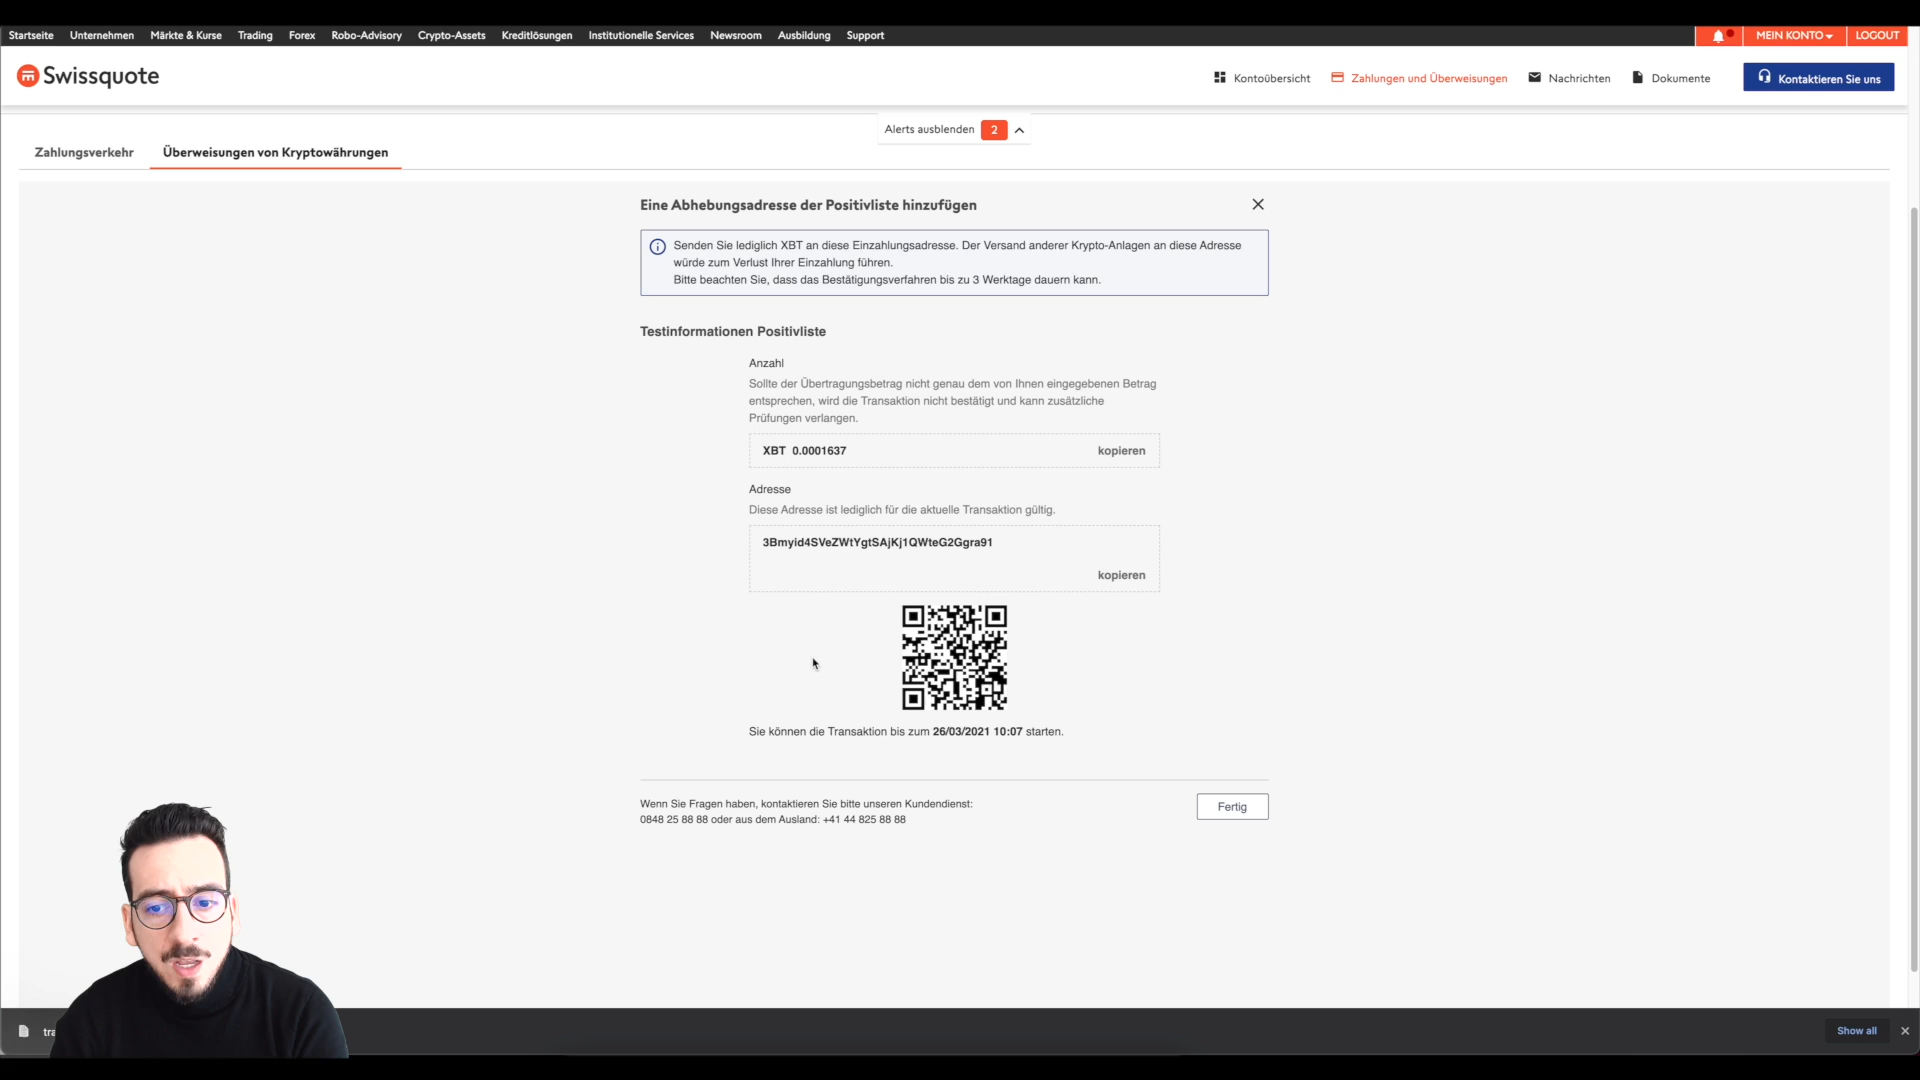 Startseite Unternehmen Märkte & Kurse Trading Forex Robo-Advisory Crypto-Assets Kreditlösungen Institutionelle Services Newsroom Ausbildung Support MEIN KONTO LOGOUT
Swissquote Kontoübersicht Zahlungen und Überweisungen Nachrichten Dokumente Kontaktieren Sie uns
Alerts ausblenden 2
Zahlungsverkehr Überweisungen von Kryptowährungen
Eine Abhebungsadresse der Positivliste hinzufügen
Senden Sie lediglich XBT an diese Einzahlungsadresse. Der Versand anderer Krypto-Anlagen an diese Adresse
würde zum Verlust Ihrer Einzahlung führen.
Bitte beachten Sie, dass das Bestätigungsverfahren bis zu 3 Werktage dauern kann.
Testinformationen Positivliste
Anzahl
Sollte der Übertragungsbetrag nicht genau dem von Ihnen eingegebenen Betrag
entsprechen, wird die Transaktion nicht bestätigt und kann zusätzliche
Prüfungen verlangen.
XBT 0.0001637 kopieren
Adresse
Diese Adresse ist lediglich für die aktuelle Transaktion gültig.
3Bmyid4SVeZWtYgtSAjKj1QWteG2Ggra91
kopieren
Sie können die Transaktion bis zum 26/03/2021 10:07 starten.
Wenn Sie Fragen haben, kontaktieren Sie bitte unseren Kundendienst:
0848 25 88 88 oder aus dem Ausland: +41 44 825 88 88
Fertig
Show all